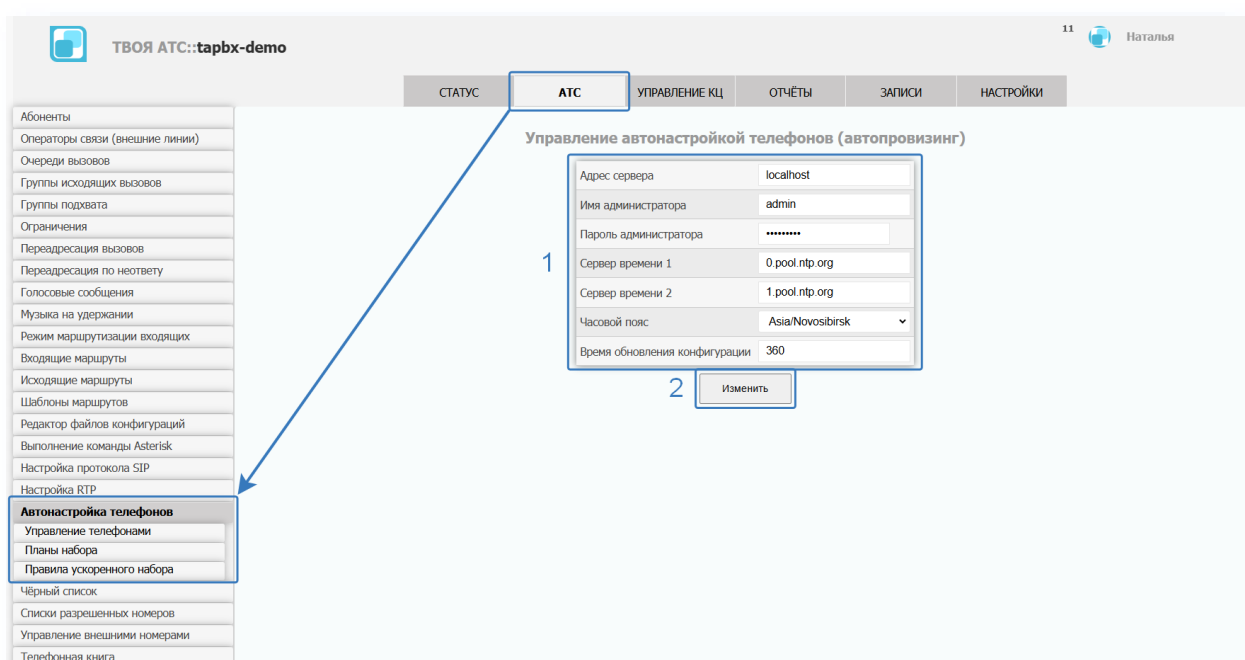 ТВОЯ АТС::tapbx-demo
11
Наталья
СТАТУС АТС УПРАВЛЕНИЕ КЦ ОТЧЁТЫ ЗАПИСИ НАСТРОЙКИ
Абоненты
Операторы связи (внешние линии)
Очереди вызовов
Группы исходящих вызовов
Группы подхвата
Ограничения
Переадресация вызовов
Переадресация по неответу
Голосовые сообщения
Музыка на удержании
Режим маршрутизации входящих
Входящие маршруты
Исходящие маршруты
Шаблоны маршрутов
Редактор файлов конфигураций
Выполнение команды Asterisk
Настройка протокола SIP
Настройка RTP
Автонастройка телефонов
Управление телефонами
Планы набора
Правила ускоренного набора
Чёрный список
Списки разрешенных номеров
Управление внешними номерами
Телефонная книга
Управление автонастройкой телефонов (автопровизинг)
1
Адрес сервера localhost
Имя администратора admin
Пароль администратора •••••••••
Сервер времени 1 0.pool.ntp.org
Сервер времени 2 1.pool.ntp.org
Часовой пояс Asia/Novosibirsk
Время обновления конфигурации 360
2 Изменить